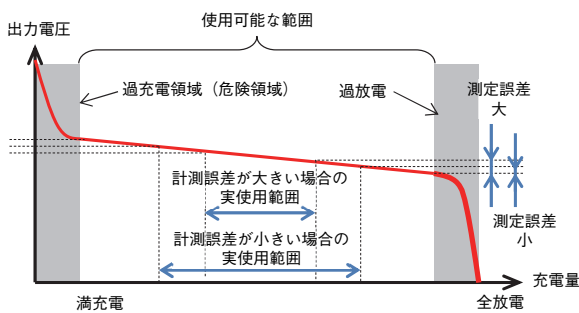 使用可能な範囲
出力電圧
過充電領域（危険領域）
過放電
測定誤差
大
計測誤差が大きい場合の
実使用範囲
計測誤差が小さい場合の
実使用範囲
測定誤差
小
充電量
満充電
全放電